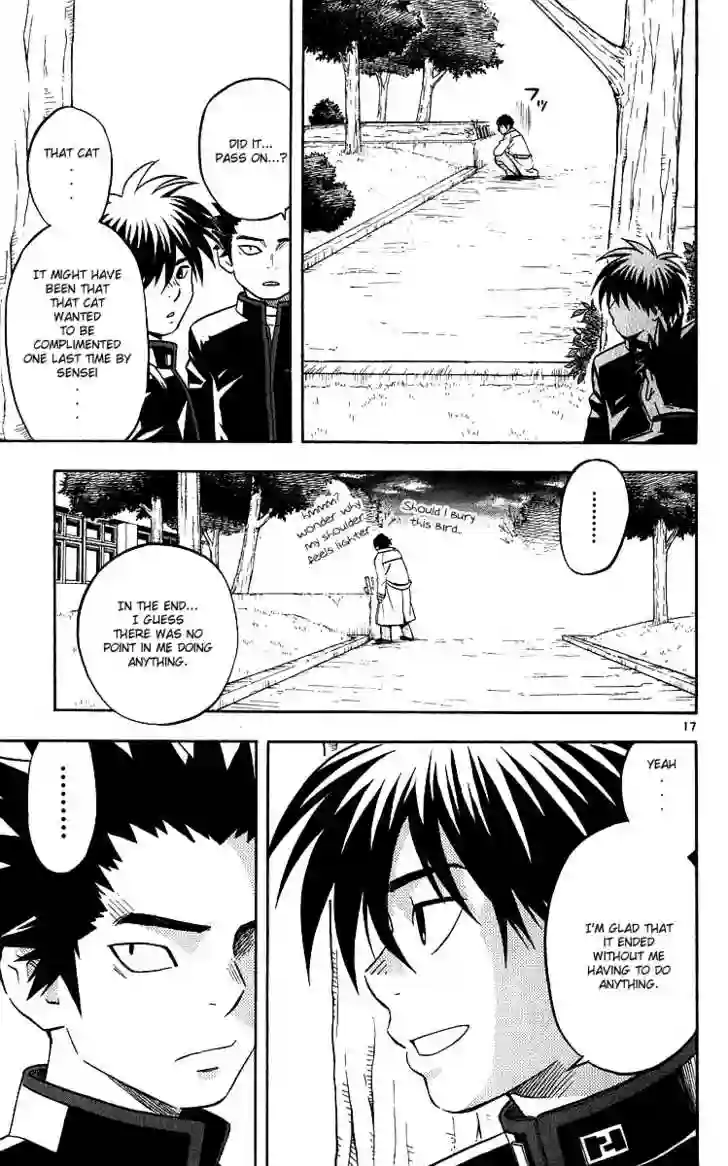 フッ
DID IT...
PASS ON...?
THAT CAT
...
IT MIGHT HAVE
BEEN THAT
THAT CAT
WANTED
TO BE
COMPLIMENTED
ONE LAST TIME BY
SENSEI
...
.........
Should I bury
this bird..
hmmm?
wonder why
my shoulder
feels lighter
IN THE END...
I GUESS
THERE WAS NO
POINT IN ME DOING
ANYTHING.
17
YEAH
...
I'M GLAD THAT
IT ENDED
WITHOUT ME
HAVING TO DO
ANYTHING.
.........